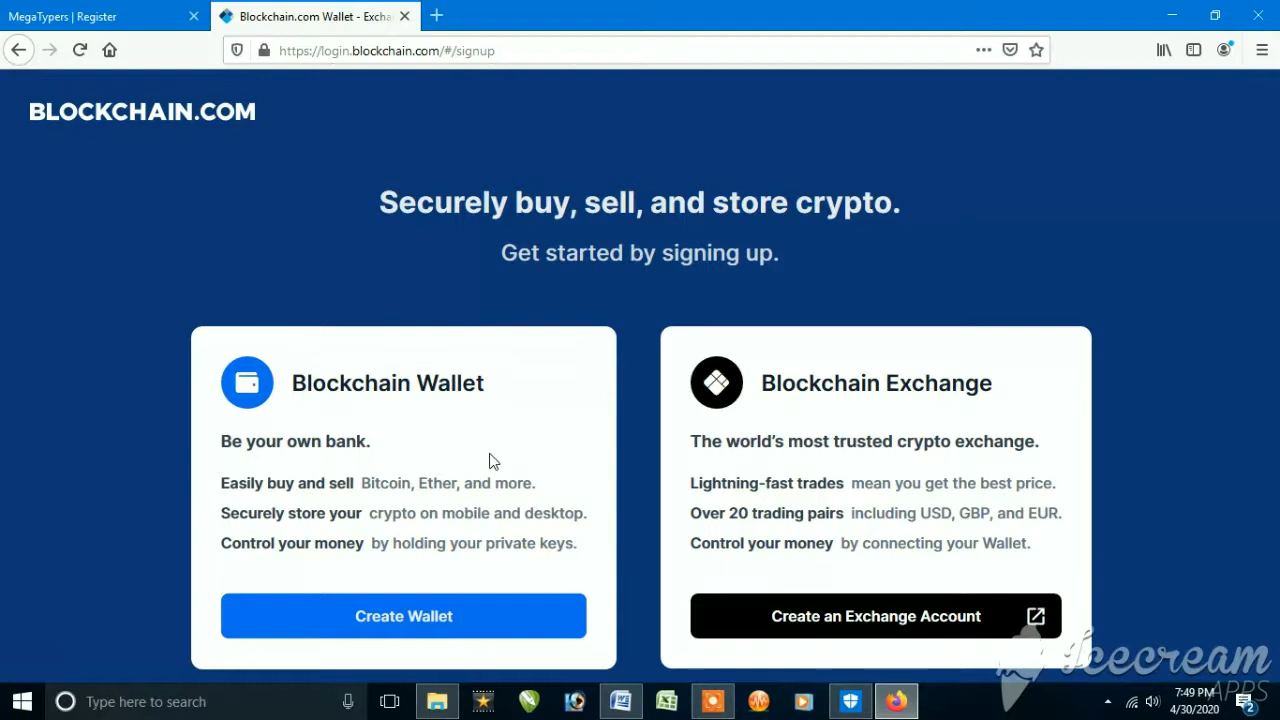 MegaTypers | Register
Blockchain.com Wallet - Excha
https://login.blockchain.com/#/signup
BLOCKCHAIN.COM
Securely buy, sell, and store crypto.
Get started by signing up.
Blockchain Wallet
Be your own bank.
Easily buy and sell Bitcoin, Ether, and more.
Securely store your crypto on mobile and desktop.
Control your money by holding your private keys.
Create Wallet
Blockchain Exchange
The world's most trusted crypto exchange.
Lightning-fast trades mean you get the best price.
Over 20 trading pairs including USD, GBP, and EUR.
Control your money by connecting your Wallet.
Create an Exchange Account
Icecream
APPS
Type here to search
7:49 PM
4/30/2020
2